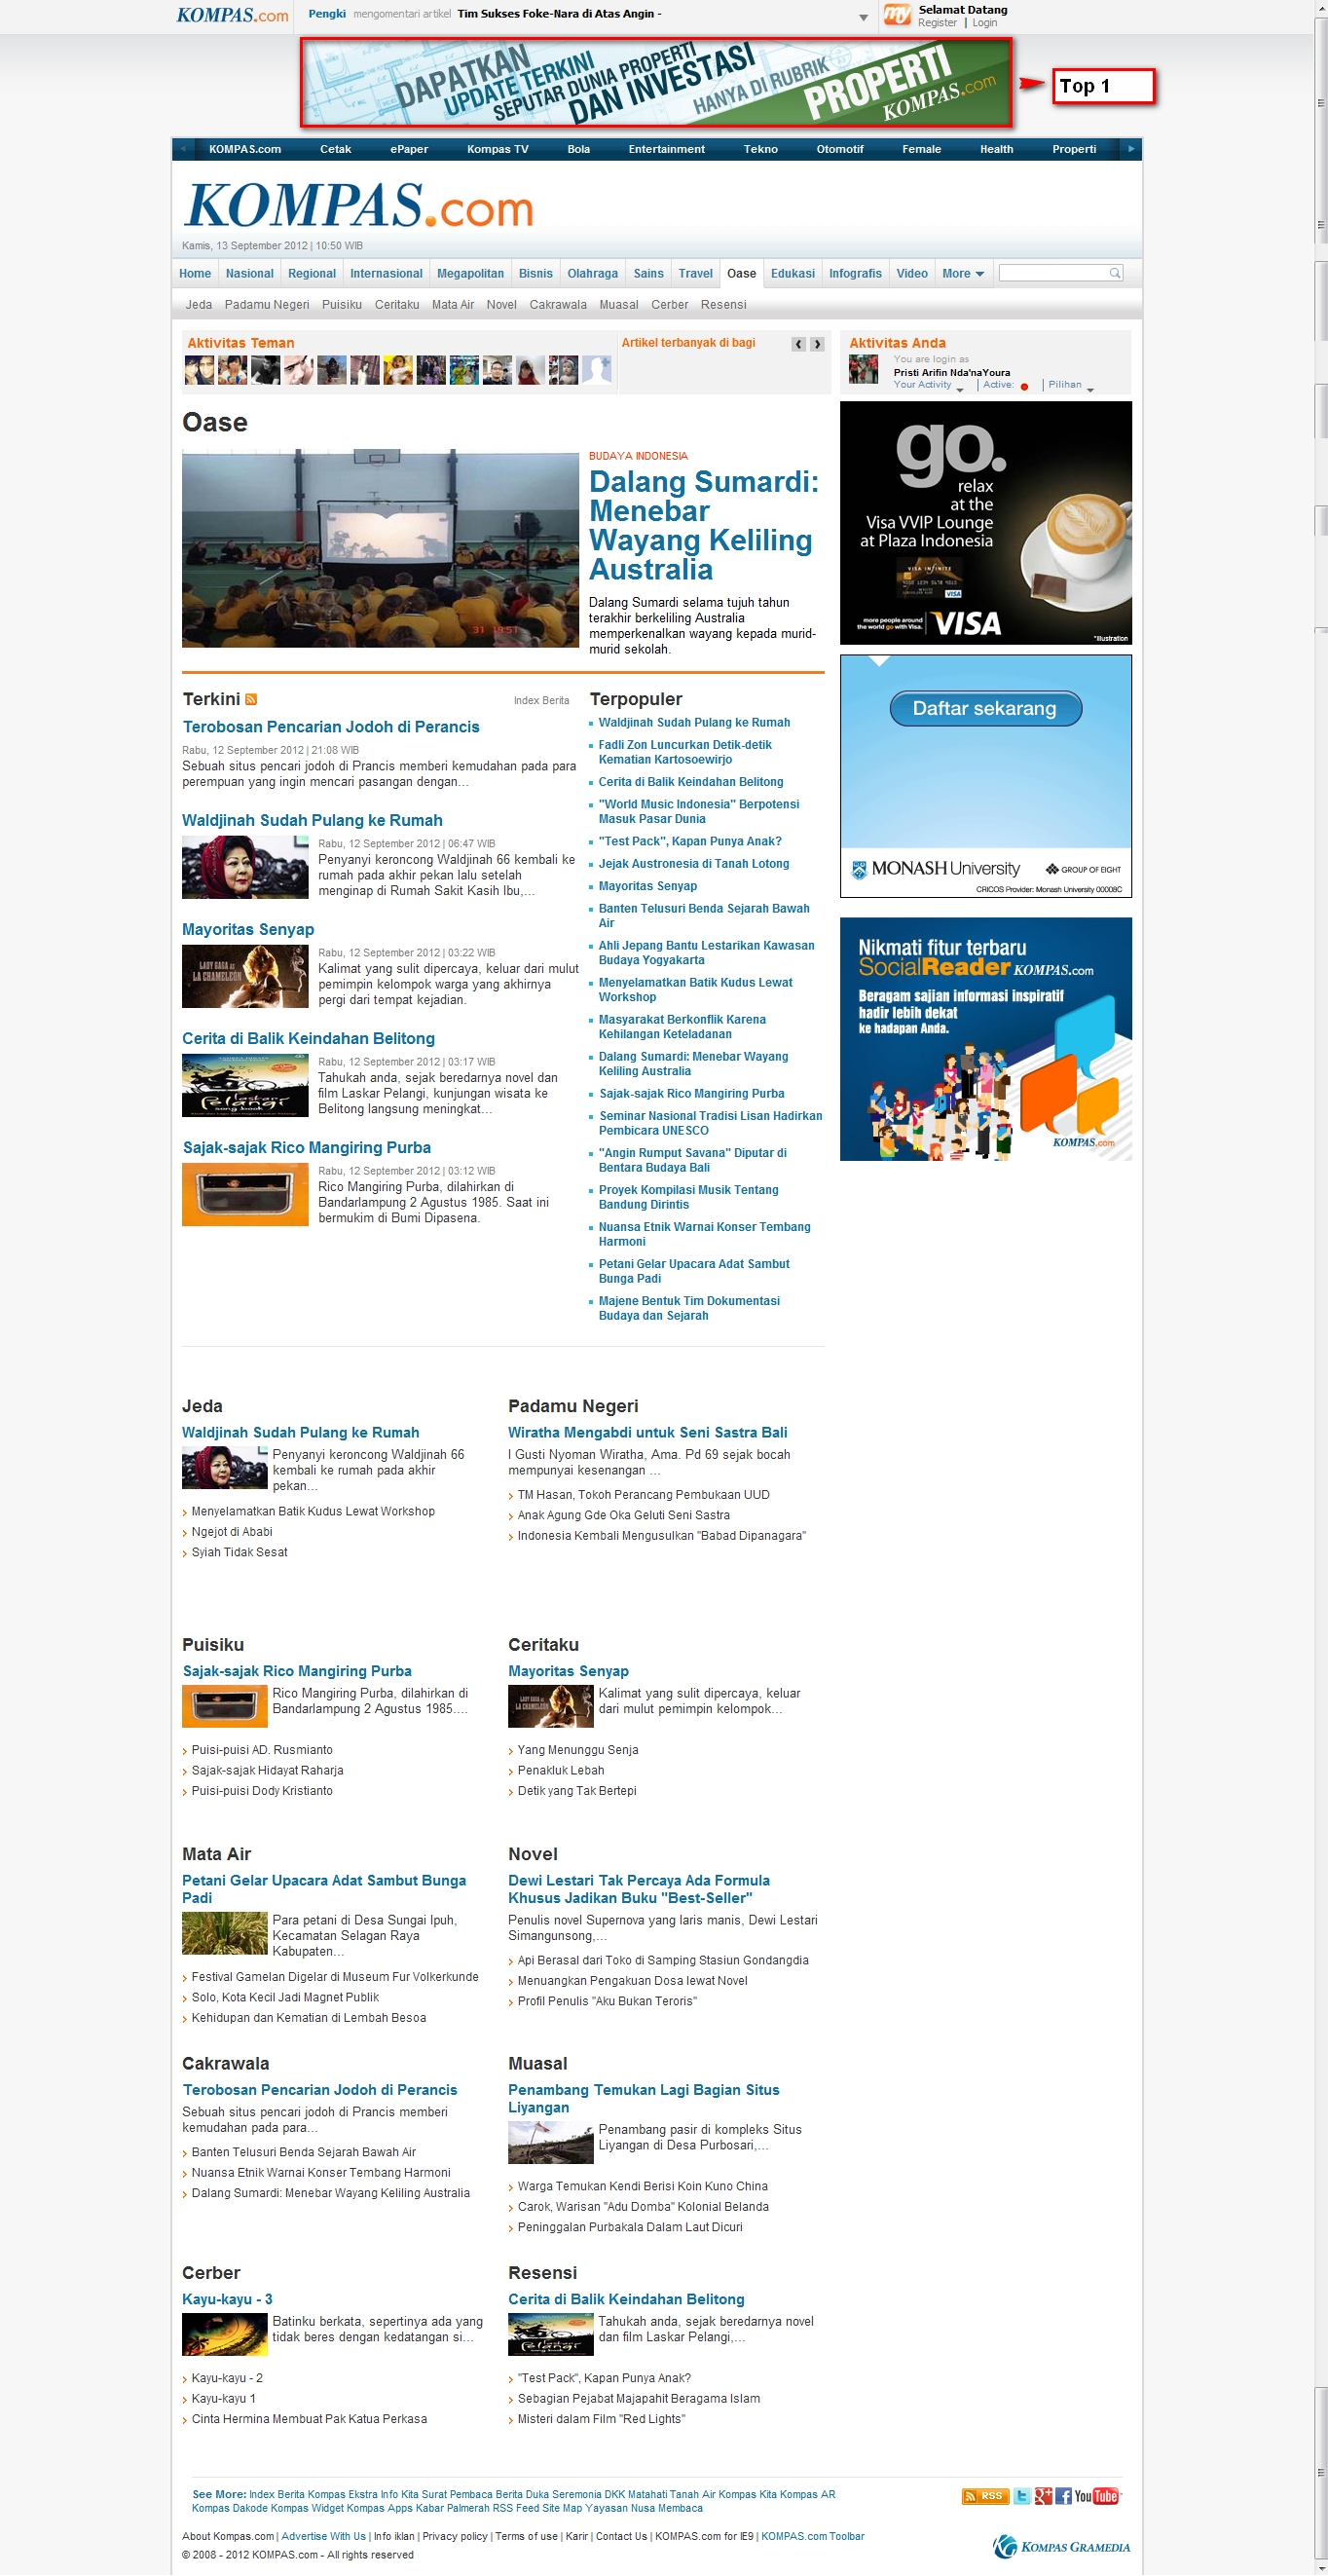 KOMPAS.com
Pengki mengomentari artikel Tim Sukses Foke-Nara di Atas Angin -
my
Selamat Datang
Register | Login
DAPATKAN
UPDATE TERKINI
SEPUTAR DUNIA PROPERTI
DAN INVESTASI
HANYA DI RUBRIK
PROPERTI
KOMPAS.com
Top 1
KOMPAS.com Cetak ePaper Kompas TV Bola Entertainment Tekno Otomotif Female Health Properti
KOMPAS.com
Kamis, 13 September 2012 | 10:50 WIB
Home Nasional Regional Internasional Megapolitan Bisnis Olahraga Sains Travel Oase Edukasi Infografis Video More
Jeda Padamu Negeri Puisiku Ceritaku Mata Air Novel Cakrawala Muasal Cerber Resensi
Aktivitas Teman
Artikel terbanyak di bagi
Aktivitas Anda
You are login as
Pristi Arifin Nda'naYoura
Your Activity | Active: | Pilihan
Oase
BUDAYA INDONESIA
Dalang Sumardi:
Menebar
Wayang Keliling
Australia
Dalang Sumardi selama tujuh tahun
terakhir berkeliling Australia
memperkenalkan wayang kepada murid-
murid sekolah.
31 19:51
go.
relax
at the
Visa VVIP Lounge
at Plaza Indonesia
VISA INFINITE
VISA
more people around
the world go with Visa.
VISA
*Illustration
Daftar sekarang
MONASH University
GROUP OF EIGHT
CRICOS Provider: Monash University 00008C
Nikmati fitur terbaru
SocialReader KOMPAS.com
Beragam sajian informasi inspiratif
hadir lebih dekat
ke hadapan Anda.
KOMPAS.com
Terkini
Index Berita
Terobosan Pencarian Jodoh di Perancis
Rabu, 12 September 2012 | 21:08 WIB
Sebuah situs pencari jodoh di Prancis memberi kemudahan pada para
perempuan yang ingin mencari pasangan dengan...
Waldjinah Sudah Pulang ke Rumah
Rabu, 12 September 2012 | 06:47 WIB
Penyanyi keroncong Waldjinah 66 kembali ke
rumah pada akhir pekan lalu setelah
menginap di Rumah Sakit Kasih Ibu,...
Mayoritas Senyap
LADY GAGA as
LA CHAMELEÓN
Rabu, 12 September 2012 | 03:22 WIB
Kalimat yang sulit dipercaya, keluar dari mulut
pemimpin kelompok warga yang akhirnya
pergi dari tempat kejadian.
Cerita di Balik Keindahan Belitong
Laskar
Pelangi
song book
Rabu, 12 September 2012 | 03:17 WIB
Tahukah anda, sejak beredarnya novel dan
film Laskar Pelangi, kunjungan wisata ke
Belitong langsung meningkat...
Sajak-sajak Rico Mangiring Purba
Rabu, 12 September 2012 | 03:12 WIB
Rico Mangiring Purba, dilahirkan di
Bandarlampung 2 Agustus 1985. Saat ini
bermukim di Bumi Dipasena.
Terpopuler
Waldjinah Sudah Pulang ke Rumah
Fadli Zon Luncurkan Detik-detik
Kematian Kartosoewirjo
Cerita di Balik Keindahan Belitong
"World Music Indonesia" Berpotensi
Masuk Pasar Dunia
"Test Pack", Kapan Punya Anak?
Jejak Austronesia di Tanah Lotong
Mayoritas Senyap
Banten Telusuri Benda Sejarah Bawah
Air
Ahli Jepang Bantu Lestarikan Kawasan
Budaya Yogyakarta
Menyelamatkan Batik Kudus Lewat
Workshop
Masyarakat Berkonflik Karena
Kehilangan Keteladanan
Dalang Sumardi: Menebar Wayang
Keliling Australia
Sajak-sajak Rico Mangiring Purba
Seminar Nasional Tradisi Lisan Hadirkan
Pembicara UNESCO
"Angin Rumput Savana" Diputar di
Bentara Budaya Bali
Proyek Kompilasi Musik Tentang
Bandung Dirintis
Nuansa Etnik Warnai Konser Tembang
Harmoni
Petani Gelar Upacara Adat Sambut
Bunga Padi
Majene Bentuk Tim Dokumentasi
Budaya dan Sejarah
Jeda
Waldjinah Sudah Pulang ke Rumah
Penyanyi keroncong Waldjinah 66
kembali ke rumah pada akhir
pekan...
Menyelamatkan Batik Kudus Lewat Workshop
Ngejot di Ababi
Syiah Tidak Sesat
Padamu Negeri
Wiratha Mengabdi untuk Seni Sastra Bali
I Gusti Nyoman Wiratha, Ama. Pd 69 sejak bocah
mempunyai kesenangan ...
TM Hasan, Tokoh Perancang Pembukaan UUD
Anak Agung Gde Oka Geluti Seni Sastra
Indonesia Kembali Mengusulkan "Babad Dipanagara"
Puisiku
Sajak-sajak Rico Mangiring Purba
Rico Mangiring Purba, dilahirkan di
Bandarlampung 2 Agustus 1985....
Puisi-puisi AD. Rusmianto
Sajak-sajak Hidayat Raharja
Puisi-puisi Dody Kristianto
Ceritaku
Mayoritas Senyap
LADY GAGA as
LA CHAMELEÓN
Kalimat yang sulit dipercaya, keluar
dari mulut pemimpin kelompok...
Yang Menunggu Senja
Penakluk Lebah
Detik yang Tak Bertepi
Mata Air
Petani Gelar Upacara Adat Sambut Bunga
Padi
Para petani di Desa Sungai Ipuh,
Kecamatan Selagan Raya
Kabupaten...
Festival Gamelan Digelar di Museum Fur Volkerkunde
Solo, Kota Kecil Jadi Magnet Publik
Kehidupan dan Kematian di Lembah Besoa
Novel
Dewi Lestari Tak Percaya Ada Formula
Khusus Jadikan Buku "Best-Seller"
Penulis novel Supernova yang laris manis, Dewi Lestari
Simangunsong,...
Api Berasal dari Toko di Samping Stasiun Gondangdia
Menuangkan Pengakuan Dosa lewat Novel
Profil Penulis "Aku Bukan Teroris"
Cakrawala
Terobosan Pencarian Jodoh di Perancis
Sebuah situs pencari jodoh di Prancis memberi
kemudahan pada para...
Banten Telusuri Benda Sejarah Bawah Air
Nuansa Etnik Warnai Konser Tembang Harmoni
Dalang Sumardi: Menebar Wayang Keliling Australia
Muasal
Penambang Temukan Lagi Bagian Situs
Liyangan
Penambang pasir di kompleks Situs
Liyangan di Desa Purbosari,...
Warga Temukan Kendi Berisi Koin Kuno China
Carok, Warisan "Adu Domba" Kolonial Belanda
Peninggalan Purbakala Dalam Laut Dicuri
Cerber
Kayu-kayu - 3
Batinku berkata, sepertinya ada yang
tidak beres dengan kedatangan si...
Kayu-kayu - 2
Kayu-kayu 1
Cinta Hermina Membuat Pak Katua Perkasa
Resensi
Cerita di Balik Keindahan Belitong
Laskar
Pelangi
song book
Tahukah anda, sejak beredarnya novel
dan film Laskar Pelangi,...
"Test Pack", Kapan Punya Anak?
Sebagian Pejabat Majapahit Beragama Islam
Misteri dalam Film "Red Lights"
See More: Index Berita Kompas Ekstra Info Kita Surat Pembaca Berita Duka Seremonia DKK Matahati Tanah Air Kompas Kita Kompas AR
Kompas Dakode Kompas Widget Kompas Apps Kabar Palmerah RSS Feed Site Map Yayasan Nusa Membaca
RSS
YouTube
About Kompas.com | Advertise With Us | Info iklan | Privacy policy | Terms of use | Karir | Contact Us | KOMPAS.com for IE9 | KOMPAS.com Toolbar
© 2008 - 2012 KOMPAS.com - All rights reserved
KOMPAS GRAMEDIA